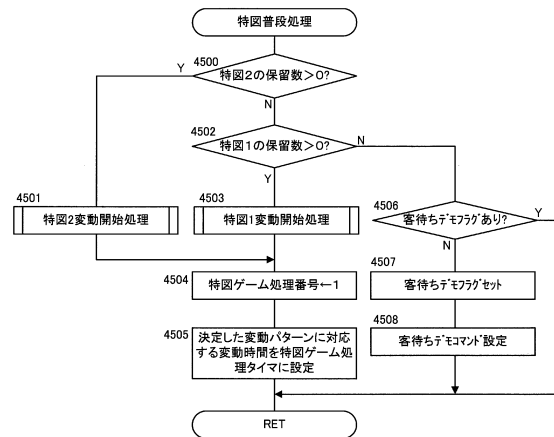 特図普段処理
4500
Y
特図2の保留数>0?
N
4502
特図1の保留数>0?
N
Y
4501
特図2変動開始処理
4503
特図1変動開始処理
4506
客待ちデモフラグあり?
Y
N
4504
特図ゲーム処理番号←1
4507
客待ちデモフラグセット
4505
決定した変動パターンに対応
する変動時間を特図ゲーム処
理タイマに設定
4508
客待ちデモコマンド設定
RET